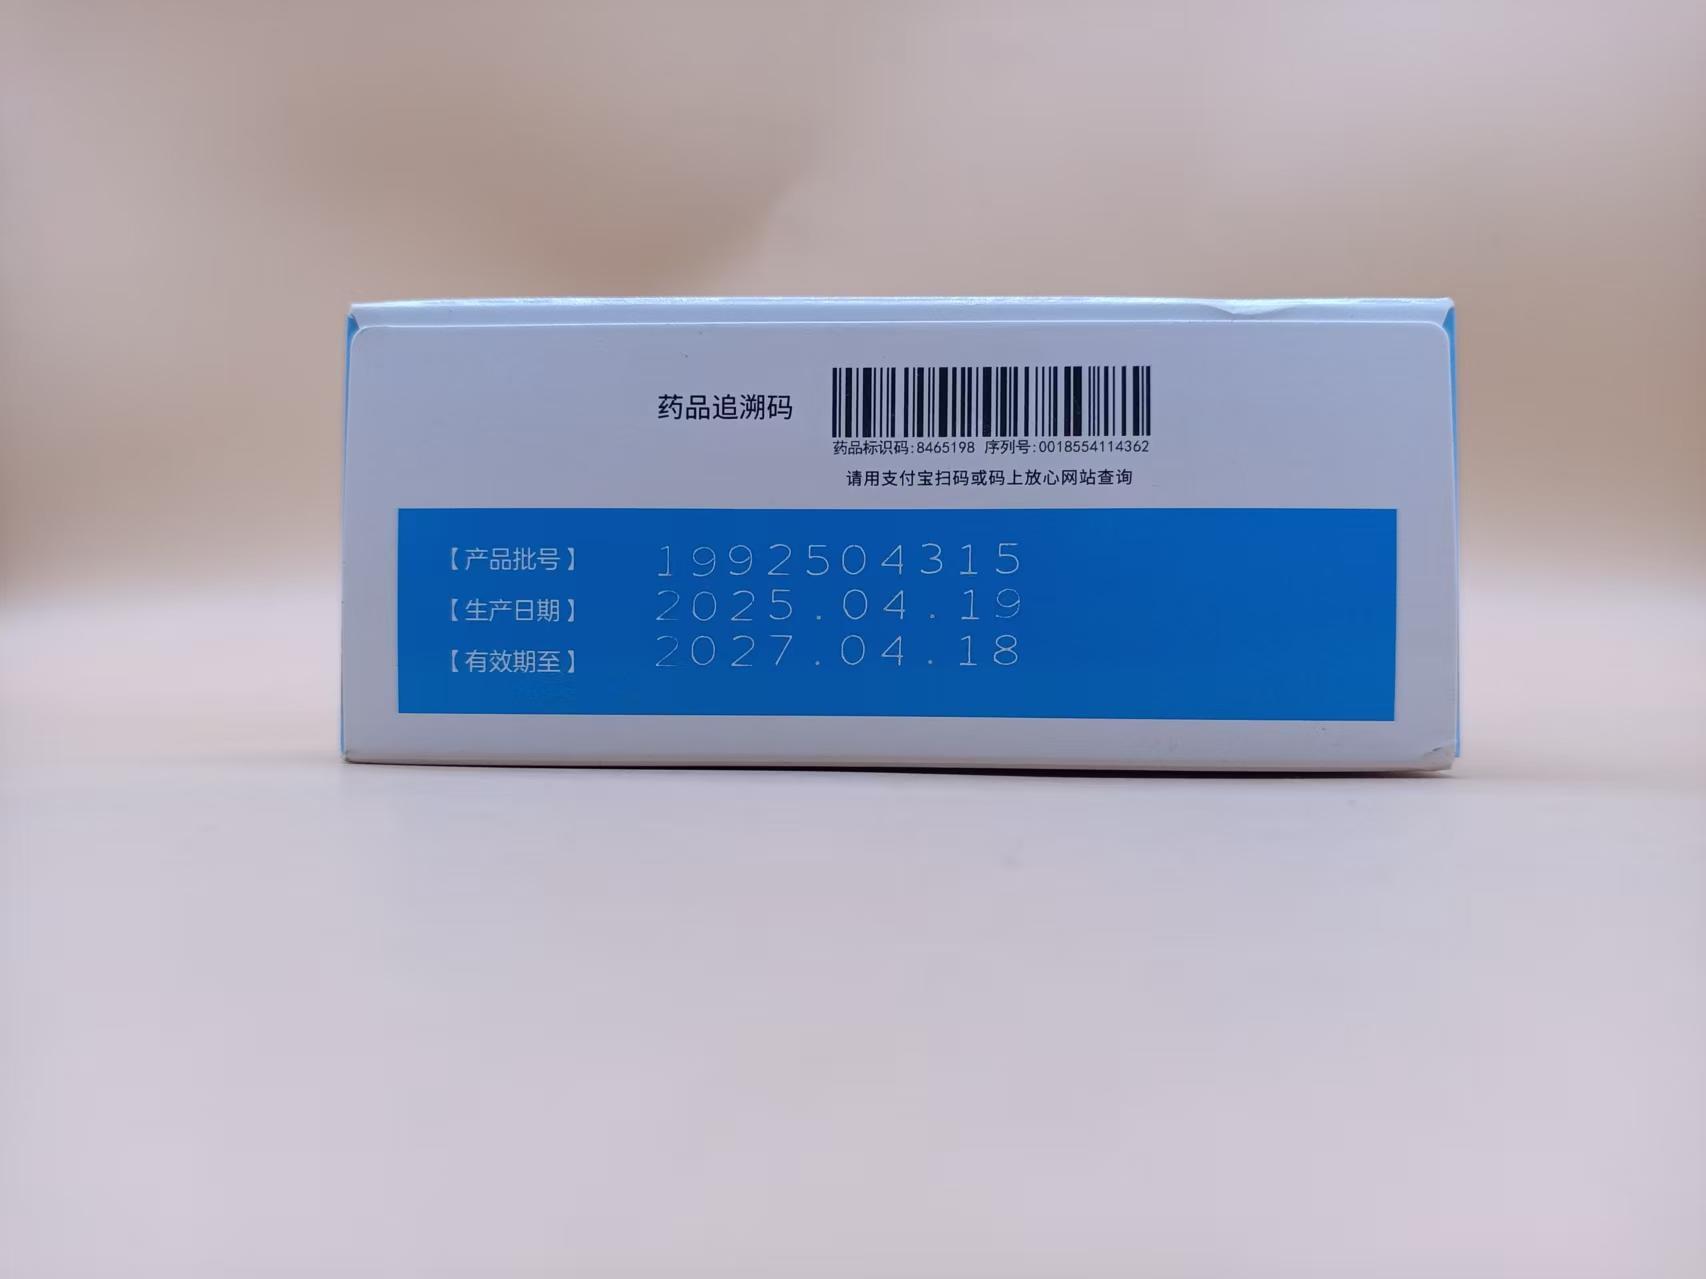 药品追溯码
药品标识码:8465198 序列号:0018554114362
请用支付宝扫码或码上放心网站查询
【产品批号】 1992504315
【生产日期】 2025.04.19
【有效期至】 2027.04.18